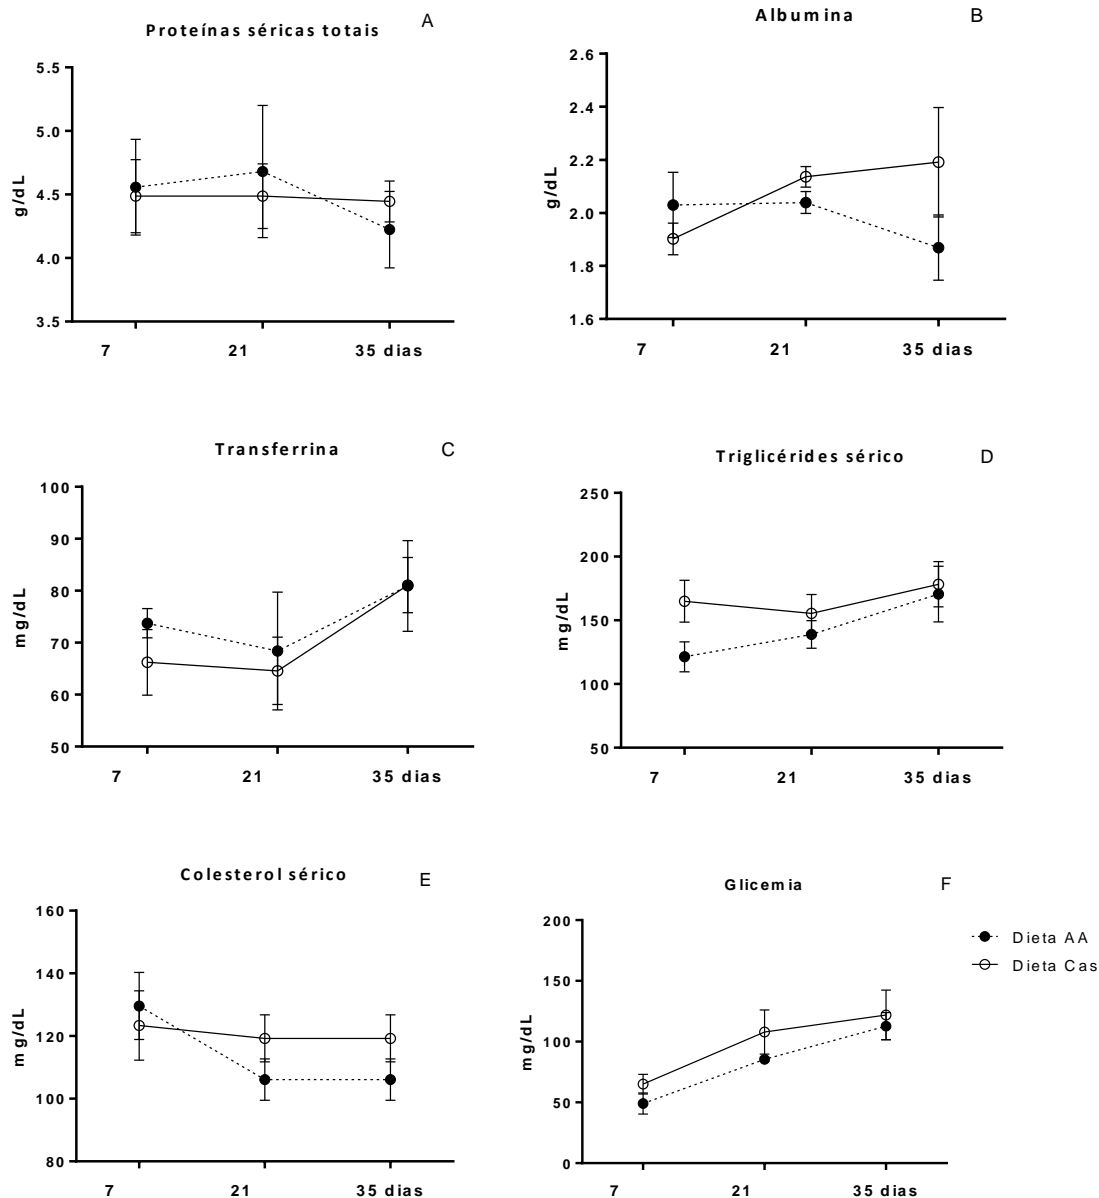 Proteínas séricas totais A
5.5
5.0
4.5
4.0
3.5
g/dL
7 21 35 dias
Albumina B
2.6
2.4
2.2
2.0
1.8
1.6
g/dL
7 21 35 dias
Transferrina C
100
90
80
70
60
50
mg/dL
7 21 35 dias
Triglicérides sérico D
250
200
150
100
50
mg/dL
7 21 35 dias
Colesterol sérico E
160
140
120
100
80
mg/dL
7 21 35 dias
Glicemia F
200
150
100
50
0
mg/dL
7 21 35 dias
Dieta AA
Dieta Cas